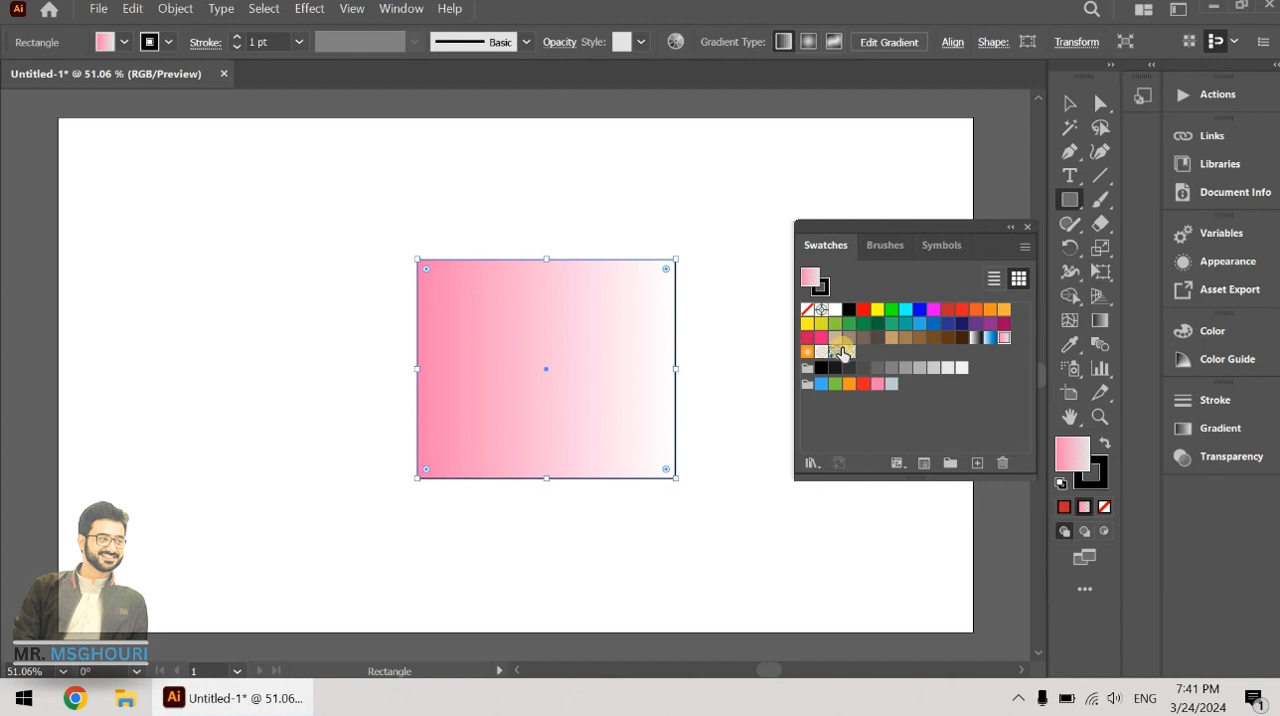 Ai File Edit Object Type Select Effect View Window Help
Rectangle Stroke: 1 pt Basic Opacity Style: Gradient Type: Edit Gradient Align Shape: Transform
Untitled-1* @ 51.06 % (RGB/Preview)
Actions
Links
Libraries
Document Info
Variables
Appearance
Asset Export
Color
Color Guide
Stroke
Gradient
Transparency
Swatches Brushes Symbols
MR. MSGHOURI
51.06% 0° 1 Rectangle
Ai Untitled-1* @ 51.06... ENG 7:41 PM
3/24/2024 1